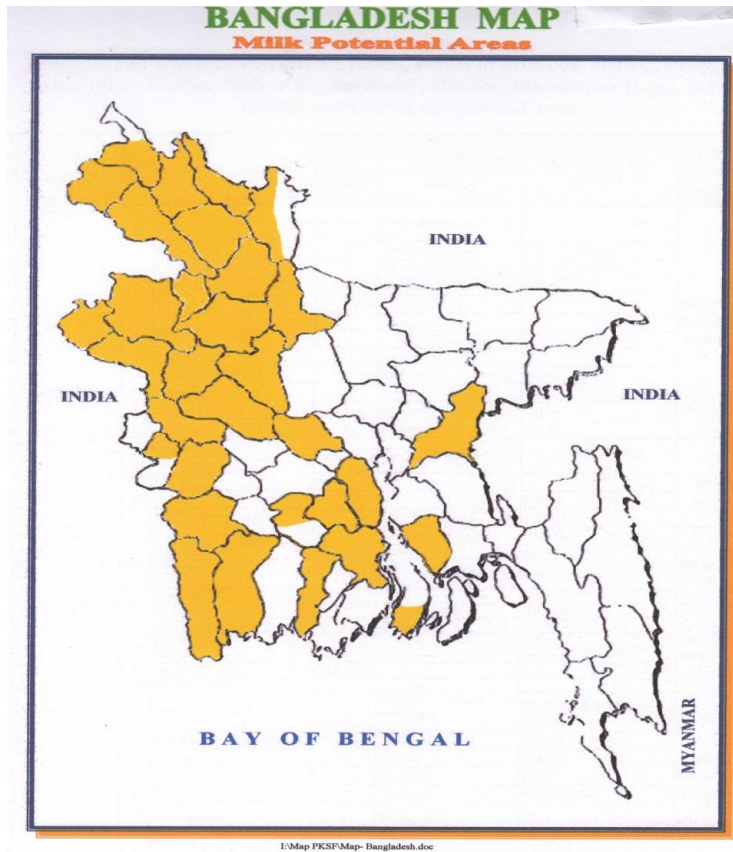 BANGLADESH MAP
Milk Potential Areas
INDIA
INDIA
INDIA
BAY OF BENGAL
MYANMAR
I:\Map PKSF\Map- Bangladesh.doc